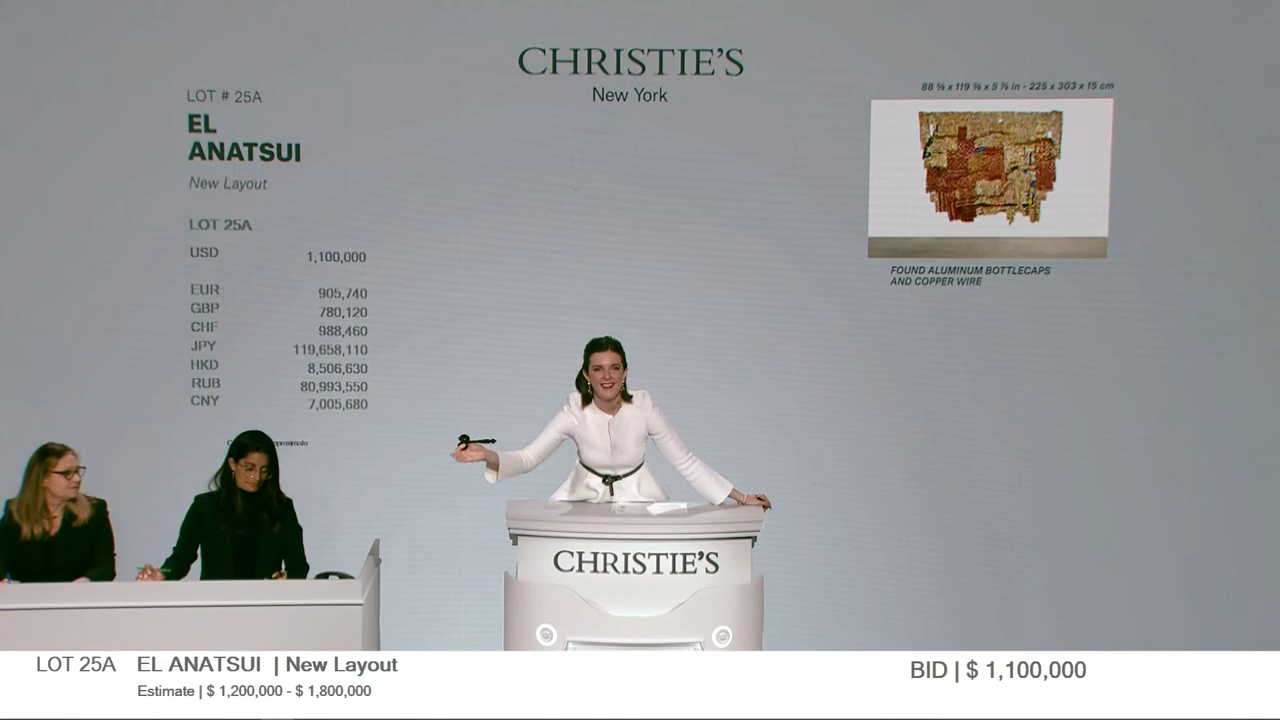 CHRISTIE'S
New York
LOT # 25A
EL
ANATSUI
New Layout
LOT 25A
USD 1,100,000
EUR 905,740
GBP 780,120
CHF 988,460
JPY 119,658,110
HKD 8,506,630
RUB 80,993,550
CNY 7,005,680
88 ⅝ x 119 ⅜ x 5 ⅞ in - 225 x 303 x 15 cm
FOUND ALUMINUM BOTTLECAPS
AND COPPER WIRE
CHRISTIE'S
LOT 25A EL ANATSUI | New Layout
Estimate | $ 1,200,000 - $ 1,800,000
BID | $ 1,100,000